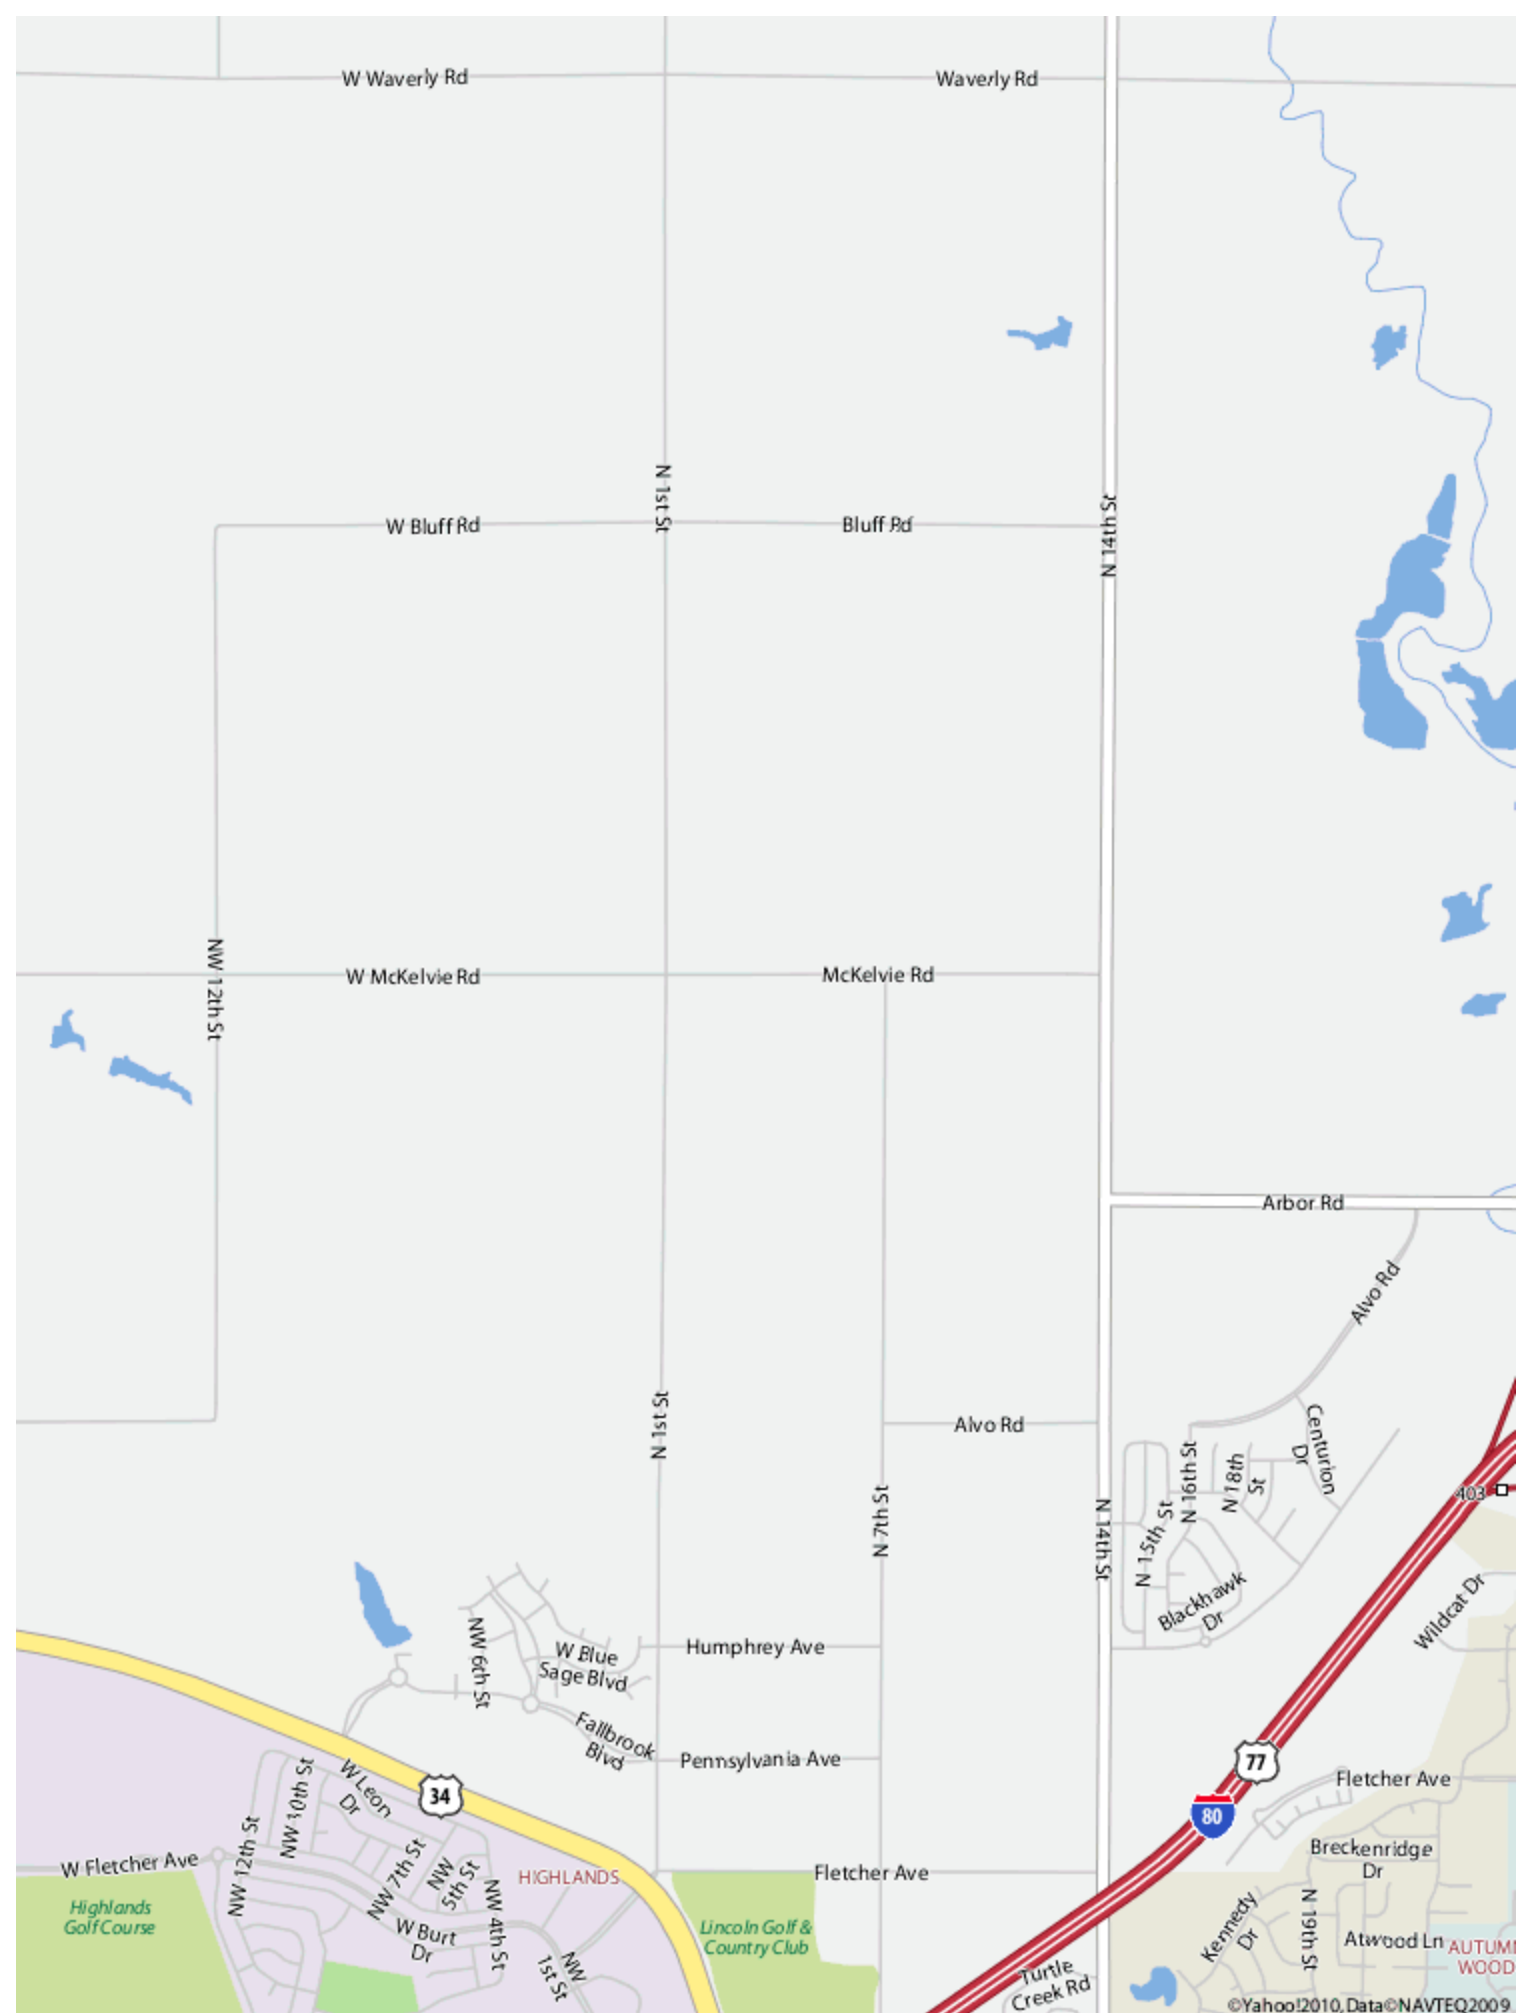 W Waverly Rd
Waverly Rd
N 1st St
N 14th St
W Bluff Rd
Bluff Rd
NW 12th St
W McKelvie Rd
McKelvie Rd
Arbor Rd
Alvo Rd
N 1st St
Alvo Rd
Centurion
Dr
N 16th St
N 18th
St
403
N 7th St
N 14th St
N 15th St
Blackhawk
Dr
Wildcat Dr
NW 6th St
W Blue
Sage Blvd
Humphrey Ave
Fallbrook
Blvd
Pennsylvania Ave
77
34
80
Fletcher Ave
W Leon
Dr
NW 10th St
NW 12th St
W Fletcher Ave
NW 7th St
NW
5th St
NW 4th St
HIGHLANDS
Fletcher Ave
Breckenridge
Dr
Highlands
Golf Course
W Burt
Dr
NW
1st St
Lincoln Golf &
Country Club
Kennedy
Dr
N 19th St
Atwood Ln
AUTUMN
WOOD
Turtle
Creek Rd
©Yahoo!2010,Data©NAVTEQ2009